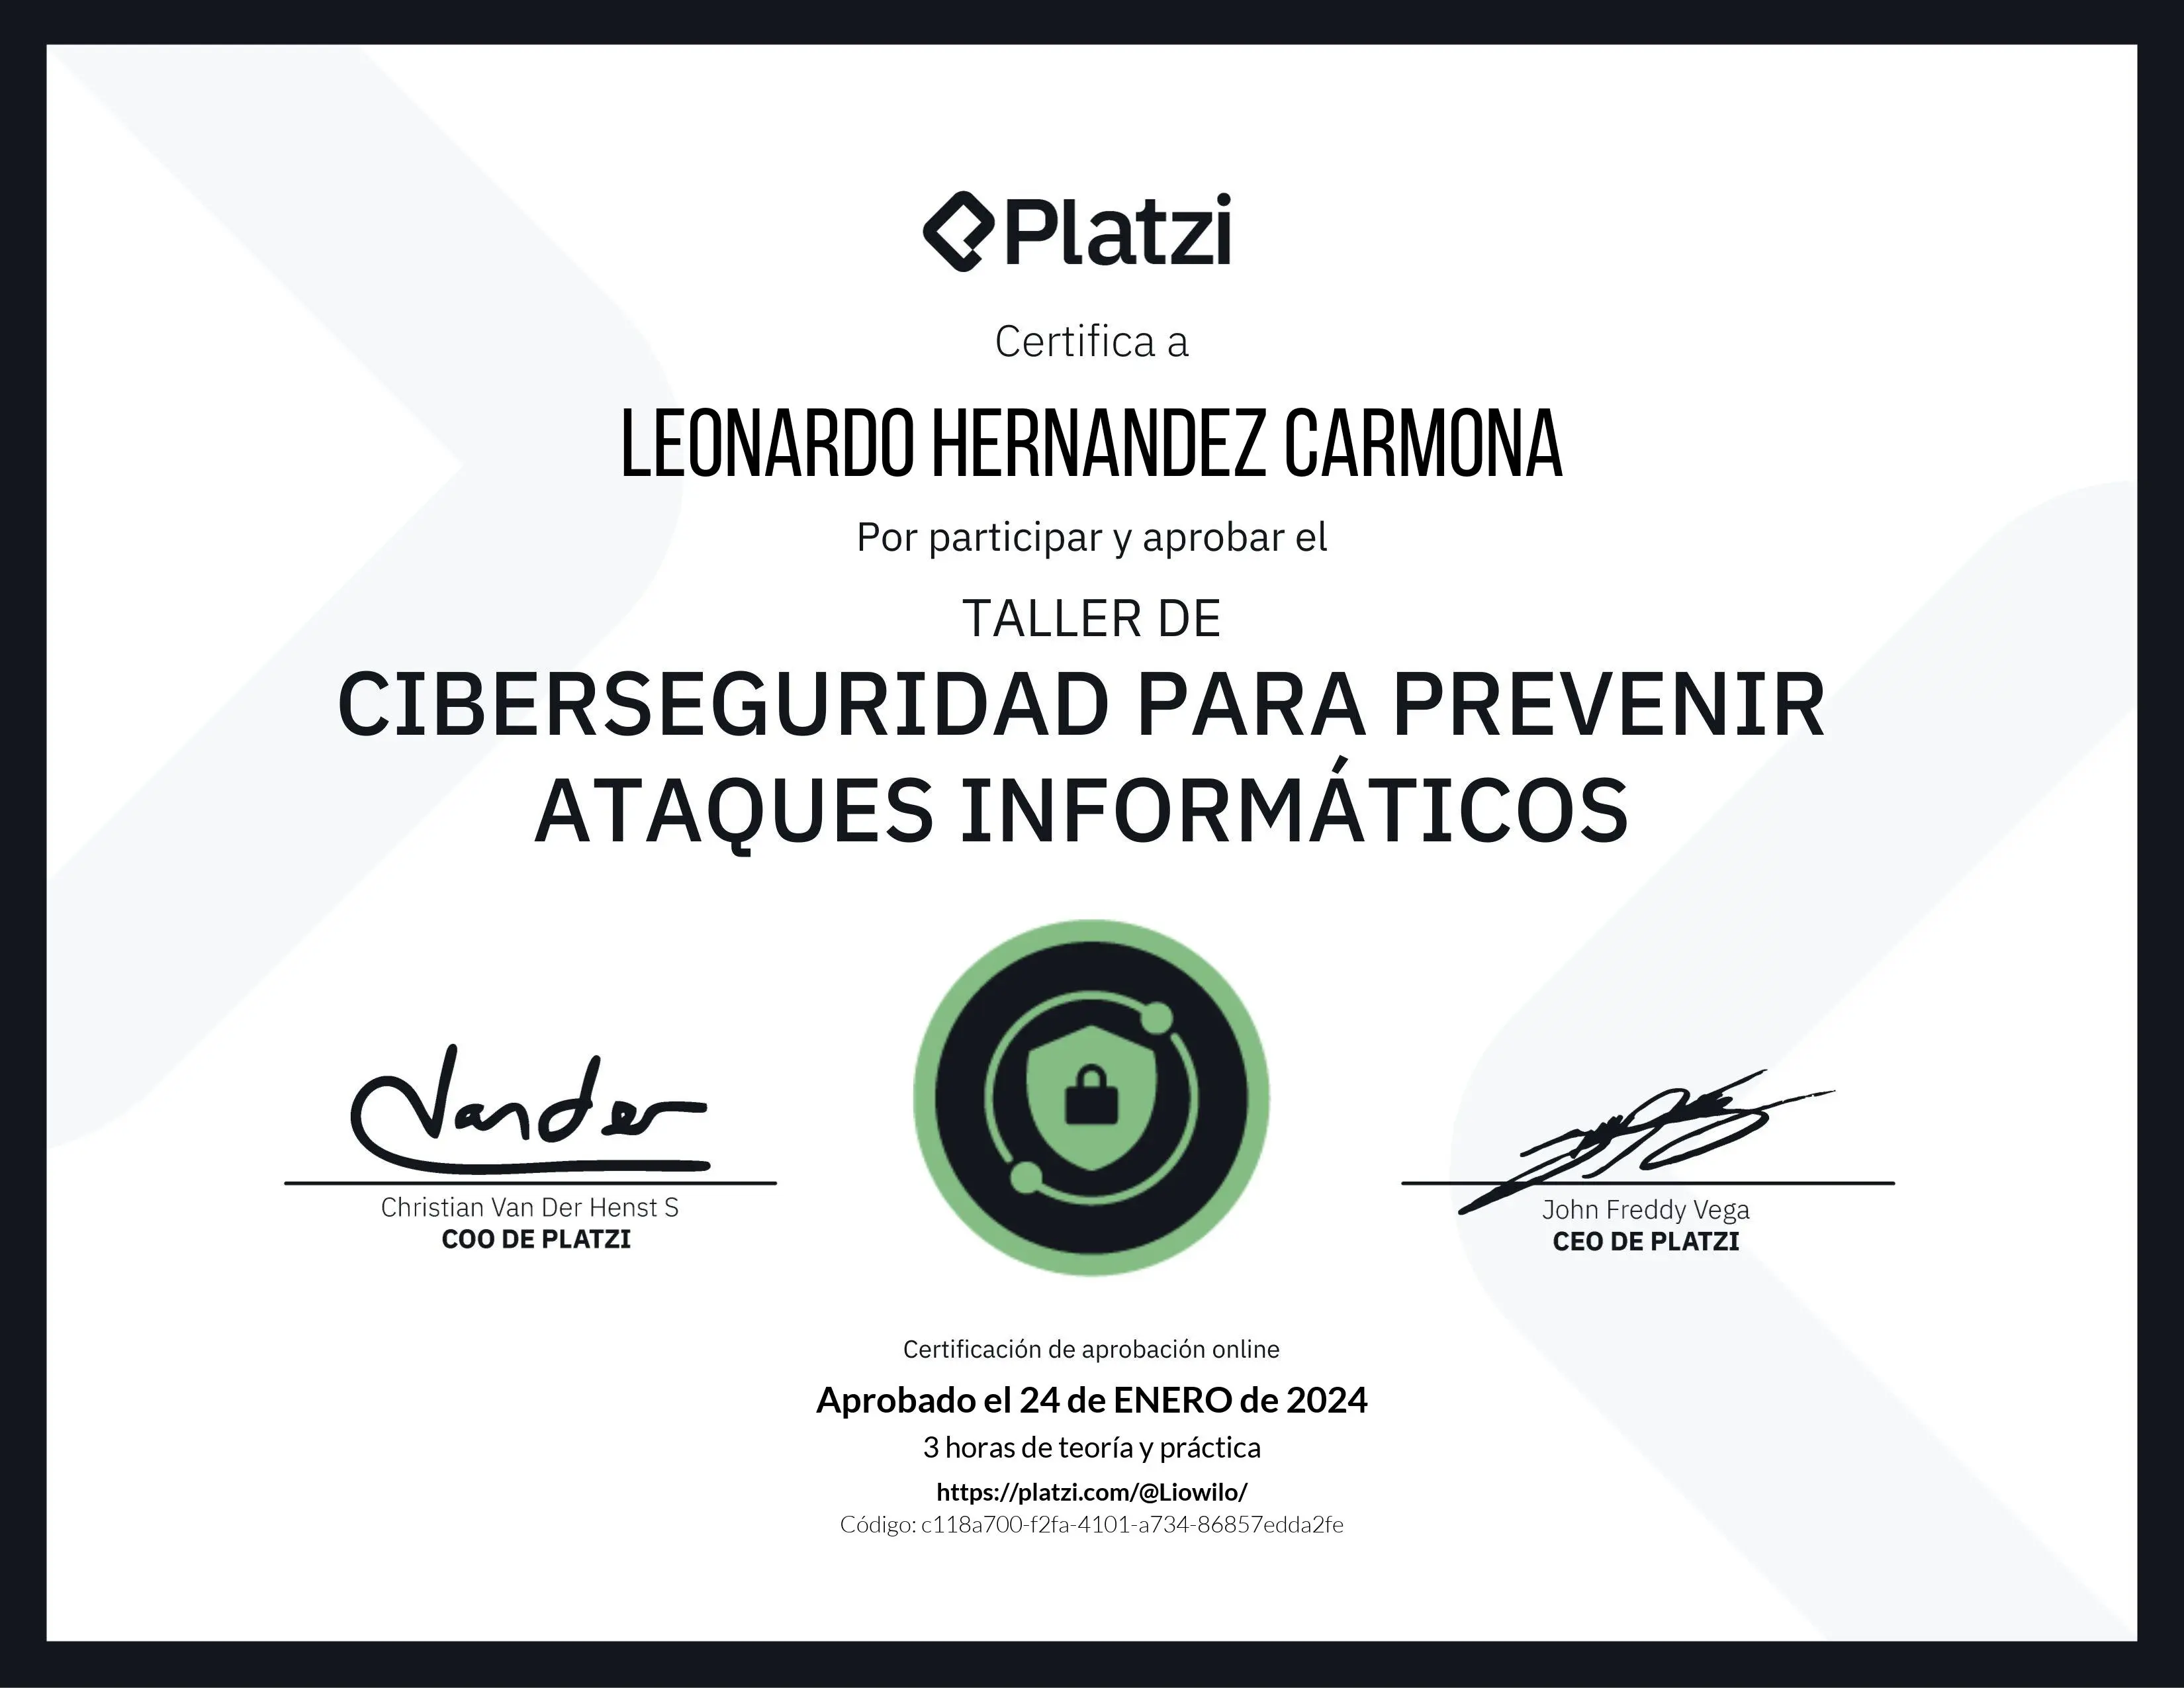 Platzi
Certifica a
LEONARDO HERNANDEZ CARMONA
Por participar y aprobar el
TALLER DE
CIBERSEGURIDAD PARA PREVENIR
ATAQUES INFORMÁTICOS
Vander
Christian Van Der Henst S
COO DE PLATZI
John Freddy Vega
CEO DE PLATZI
Certificación de aprobación online
Aprobado el 24 de ENERO de 2024
3 horas de teoría y práctica
https://platzi.com/@Liowilo/
Código: c118a700-f2fa-4101-a734-86857edda2fe